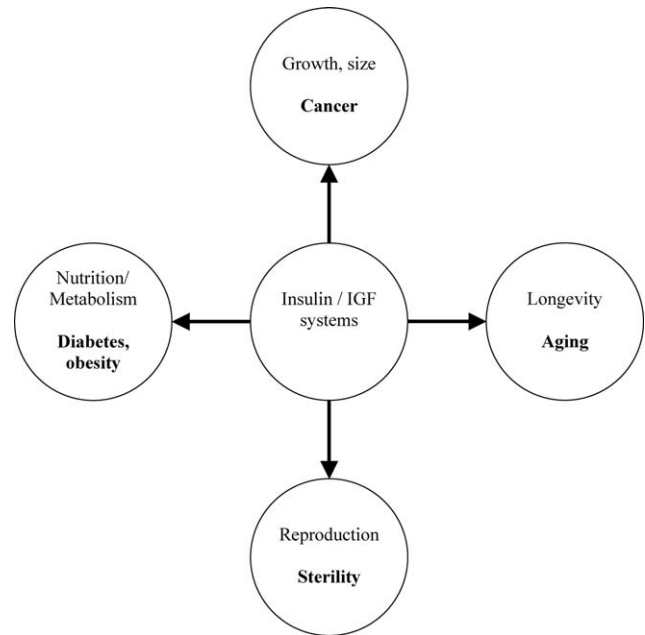 Growth, size
Cancer
Nutrition/
Metabolism
Diabetes,
obesity
Insulin / IGF
systems
Longevity
Aging
Reproduction
Sterility